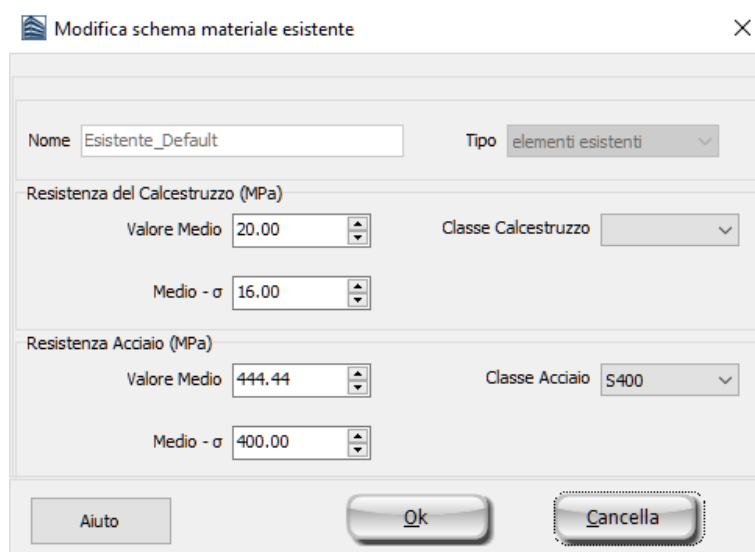 Modifica schema materiale esistente
Nome Esistente_Default Tipo elementi esistenti
Resistenza del Calcestruzzo (MPa)
Valore Medio 20.00 Classe Calcestruzzo
Medio - σ 16.00
Resistenza Acciaio (MPa)
Valore Medio 444.44 Classe Acciaio S400
Medio - σ 400.00
Aiuto Ok Cancella